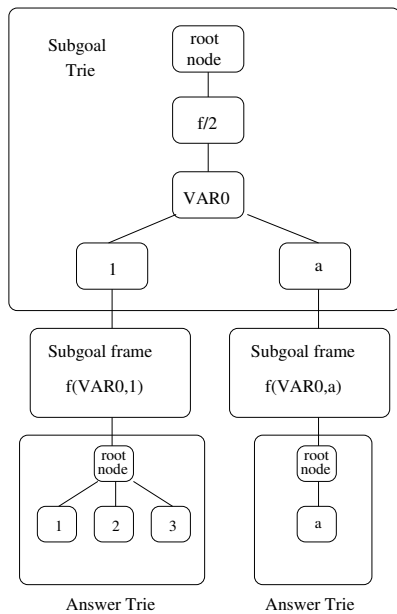 Subgoal
Trie
root
node
f/2
VAR0
1
a
Subgoal frame
f(VAR0,1)
Subgoal frame
f(VAR0,a)
root
node
1
2
3
root
node
a
Answer Trie
Answer Trie